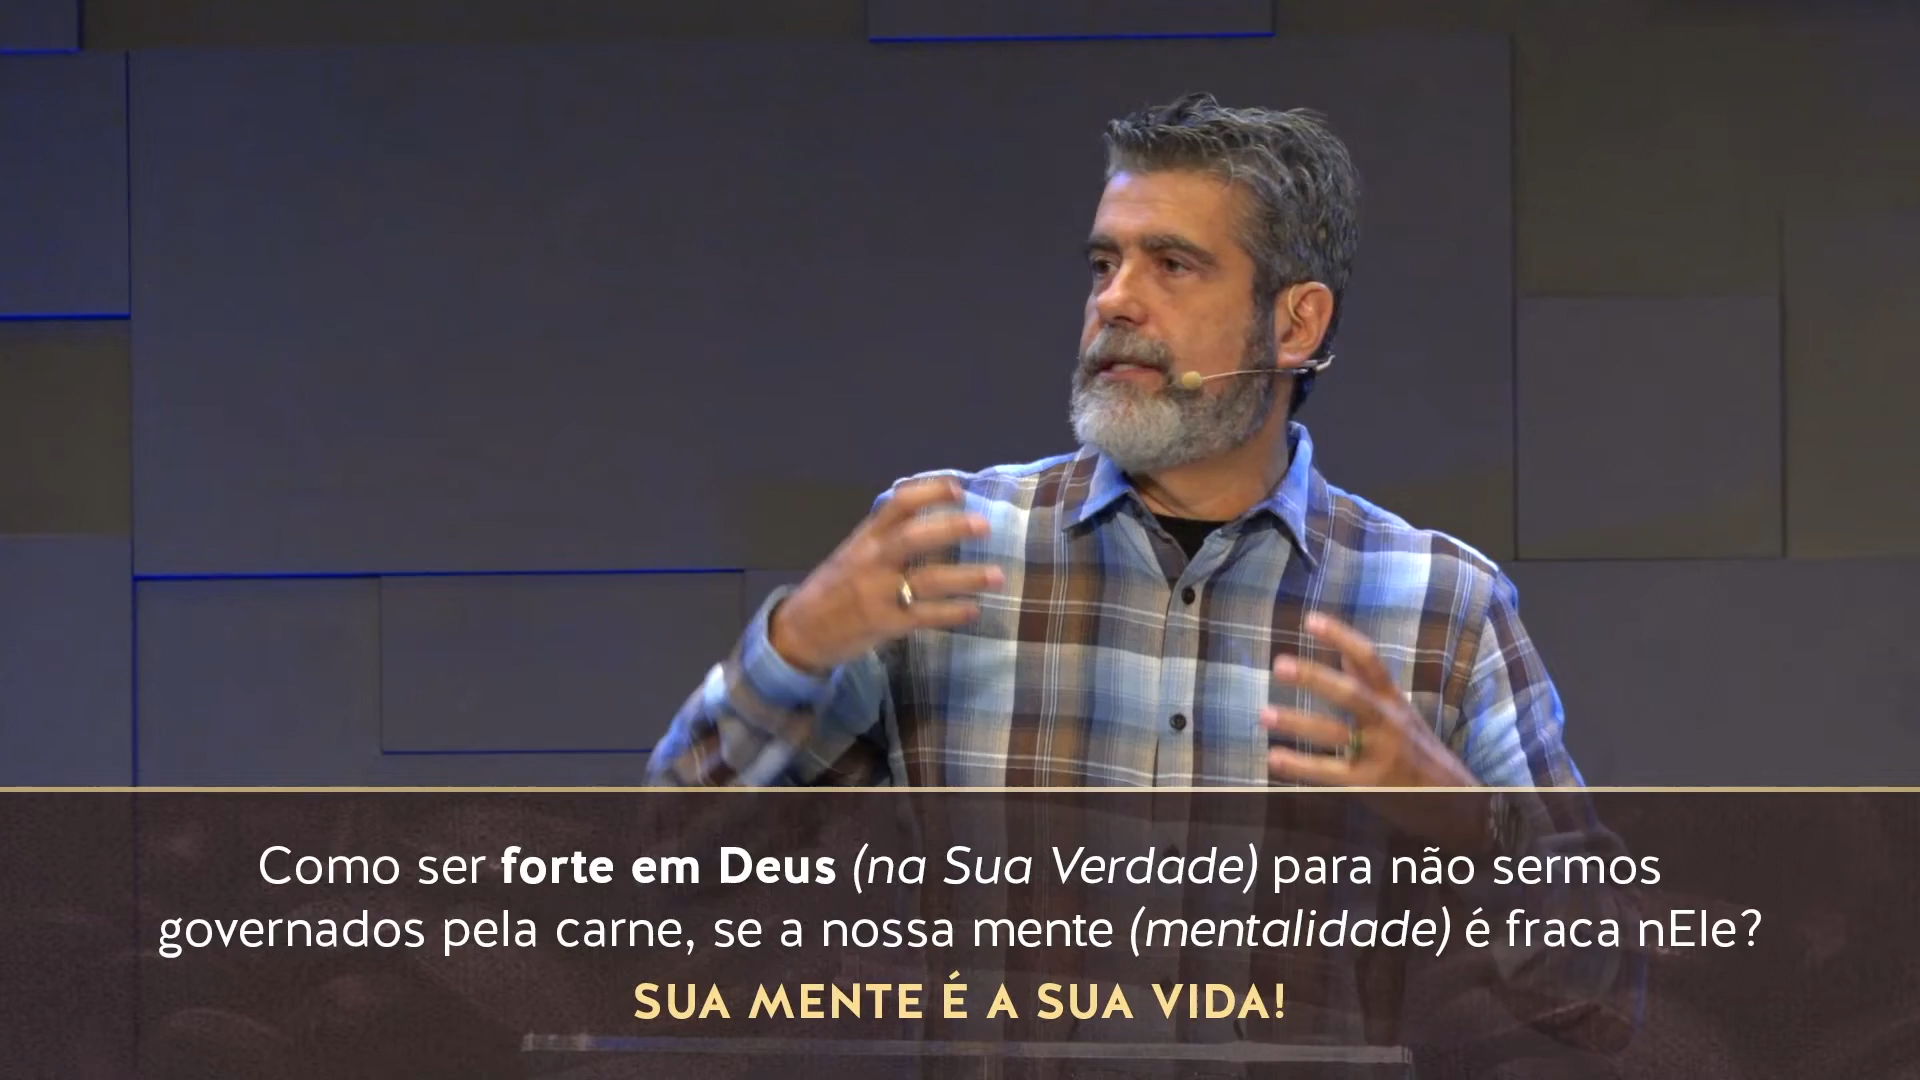 Como ser forte em Deus (na Sua Verdade) para não sermos
governados pela carne, se a nossa mente (mentalidade) é fraca nEle?
SUA MENTE É A SUA VIDA!